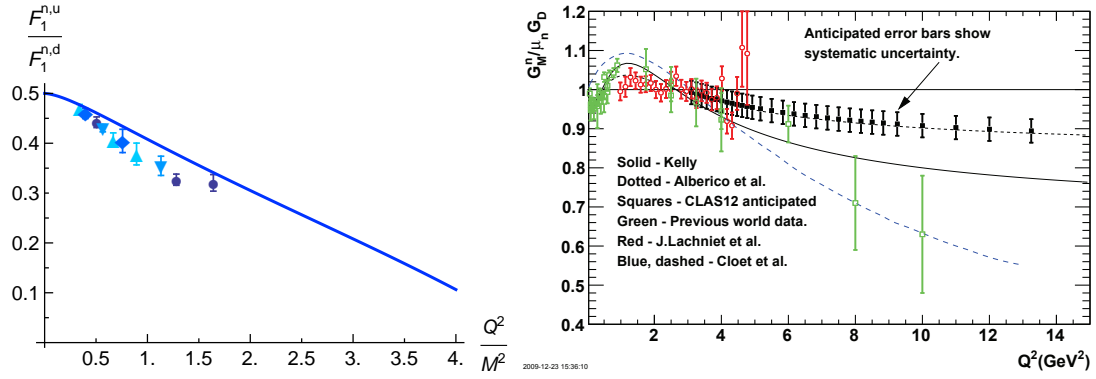 F₁ⁿ,ᵘ
F₁ⁿ,ᵈ
0.5
0.4
0.3
0.2
0.1
0.0
0.5 1. 1.5 2. 2.5 3. 3.5 4.
Q²
M²
G_M^n/μ_nG_D
1.2
1.1
1
0.9
0.8
0.7
0.6
0.5
0.4
Anticipated error bars show
systematic uncertainty.
Solid - Kelly
Dotted - Alberico et al.
Squares - CLAS12 anticipated
Green - Previous world data.
Red - J.Lachniet et al.
Blue, dashed - Cloet et al.
2 4 6 8 10 12 14
Q²(GeV²)
2009-12-23 15:36:10